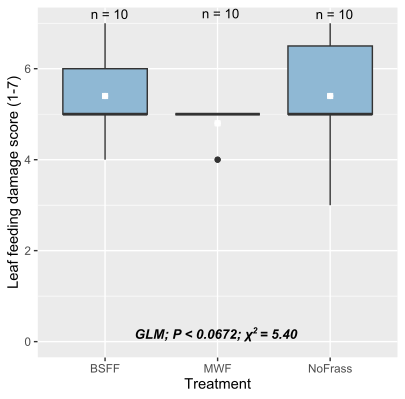 n = 10 n = 10 n = 10
Leaf feeding damage score (1-7)
6
4
2
0
GLM; P < 0.0672; χ² = 5.40
BSFF MWF NoFrass
Treatment